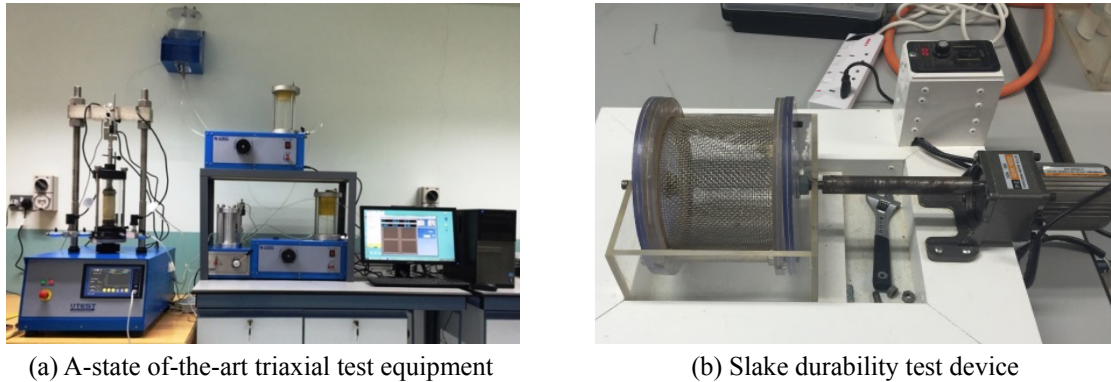 UTEST
(a) A-state of-the-art triaxial test equipment
(b) Slake durability test device